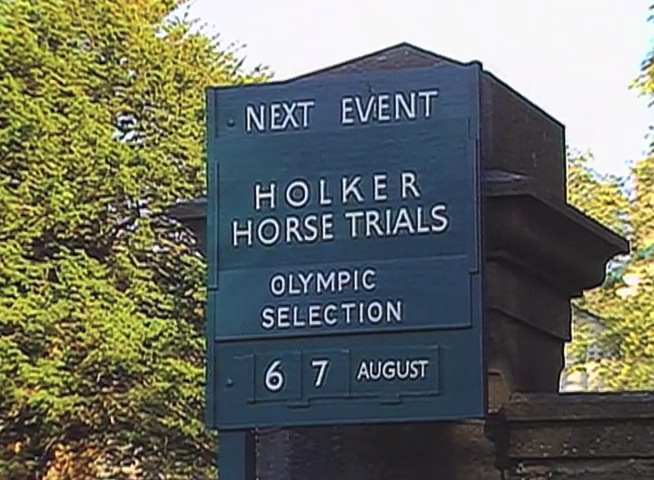 NEXT EVENT
HOLKER
HORSE TRIALS
OLYMPIC
SELECTION
6 7 AUGUST